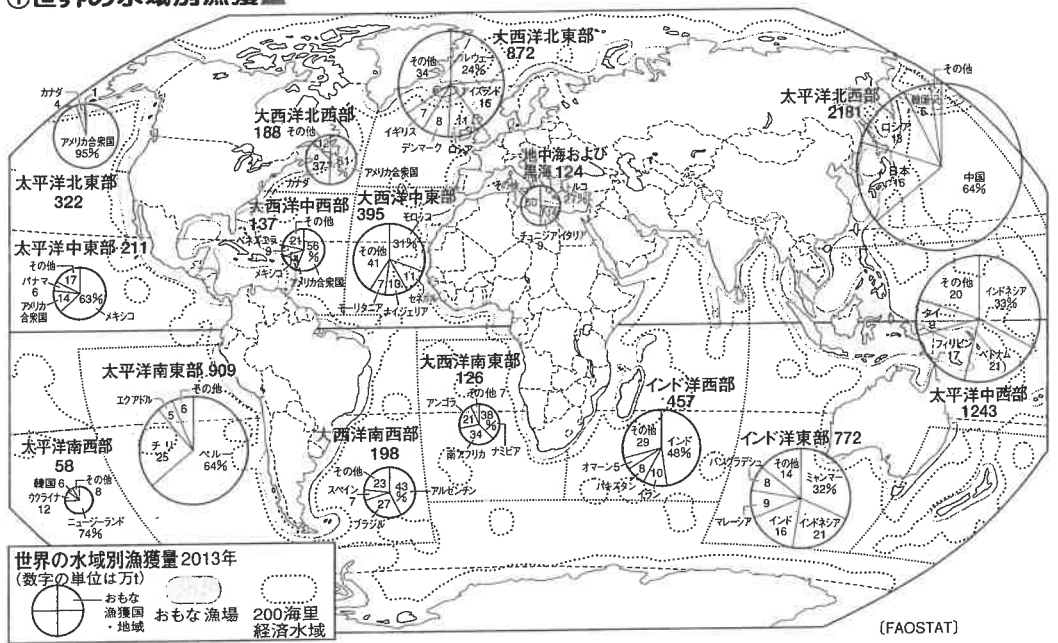 ①世界の水域別漁獲量
大西洋北東部
872
その他
34
ノルウェー
24%
アイスランド
16
11
ロシア
8
デンマーク
7
イギリス
カナダ
4
1
アメリカ合衆国
95%
太平洋北東部
322
大西洋北西部
188
その他
12
51
%
37
カナダ
アメリカ合衆国
太平洋北西部
2181
その他
韓国
6
ロシア
18
日本
16
中国
64%
地中海および
黒海 124
その他
50
トルコ
27%
チュニジア
9
イタリア
大西洋中西部
137
その他
21
56
%
ベネズエラ
9
メキシコ
アメリカ合衆国
大西洋中東部
395
モロッコ
31%
その他
41
11
セネガル
10
ナイジェリア
7
モーリタニア
太平洋中東部 211
その他
17
パナマ
6
アメリカ
合衆国
14
63%
メキシコ
その他
20
インドネシア
33%
タイ
9
フィリピン
17
ベトナム
21
太平洋中西部
1243
太平洋南東部 909
その他
6
エクアドル
5
チリ
25
ペルー
64%
大西洋南東部
126
その他 7
アンゴラ
21
38
%
34
南アフリカ
ナミビア
インド洋西部
457
その他
29
インド
48%
オマーン 5
8
パキスタン
10
イラン
太平洋南西部
58
韓国 6
その他
8
ウクライナ
12
ニュージーランド
74%
大西洋南西部
198
その他
23
43
%
スペイン
7
27
ブラジル
アルゼンチン
インド洋東部 772
バングラデシュ
8
その他
14
ミャンマー
32%
9
マレーシア
インド
16
インドネシア
21
世界の水域別漁獲量 2013年
(数字の単位は万t)
おもな
漁獲国
・地域
おもな漁場
200海里
経済水域
〔FAOSTAT〕